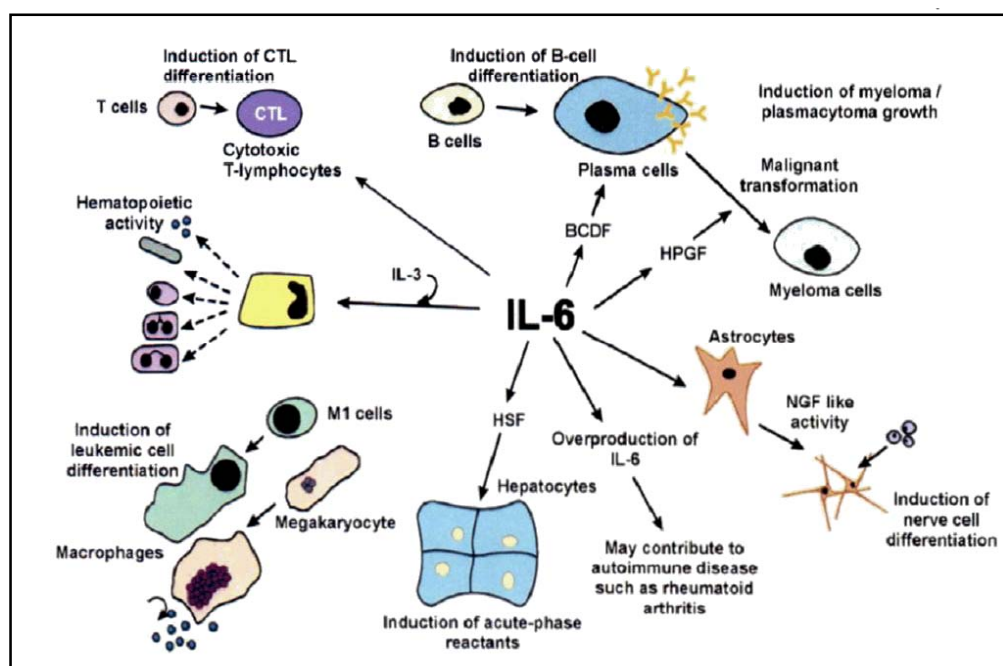 Induction of CTL
differentiation
T cells
CTL
Cytotoxic
T-lymphocytes
Induction of B-cell
differentiation
B cells
Plasma cells
Induction of myeloma /
plasmacytoma growth
Malignant
transformation
Myeloma cells
BCDF
HPGF
Hematopoietic
activity
IL-3
IL-6
Astrocytes
NGF like
activity
Induction of
nerve cell
differentiation
HSF
Hepatocytes
Induction of acute-phase
reactants
Overproduction of
IL-6
May contribute to
autoimmune disease
such as rheumatoid
arthritis
M1 cells
Induction of
leukemic cell
differentiation
Megakaryocyte
Macrophages